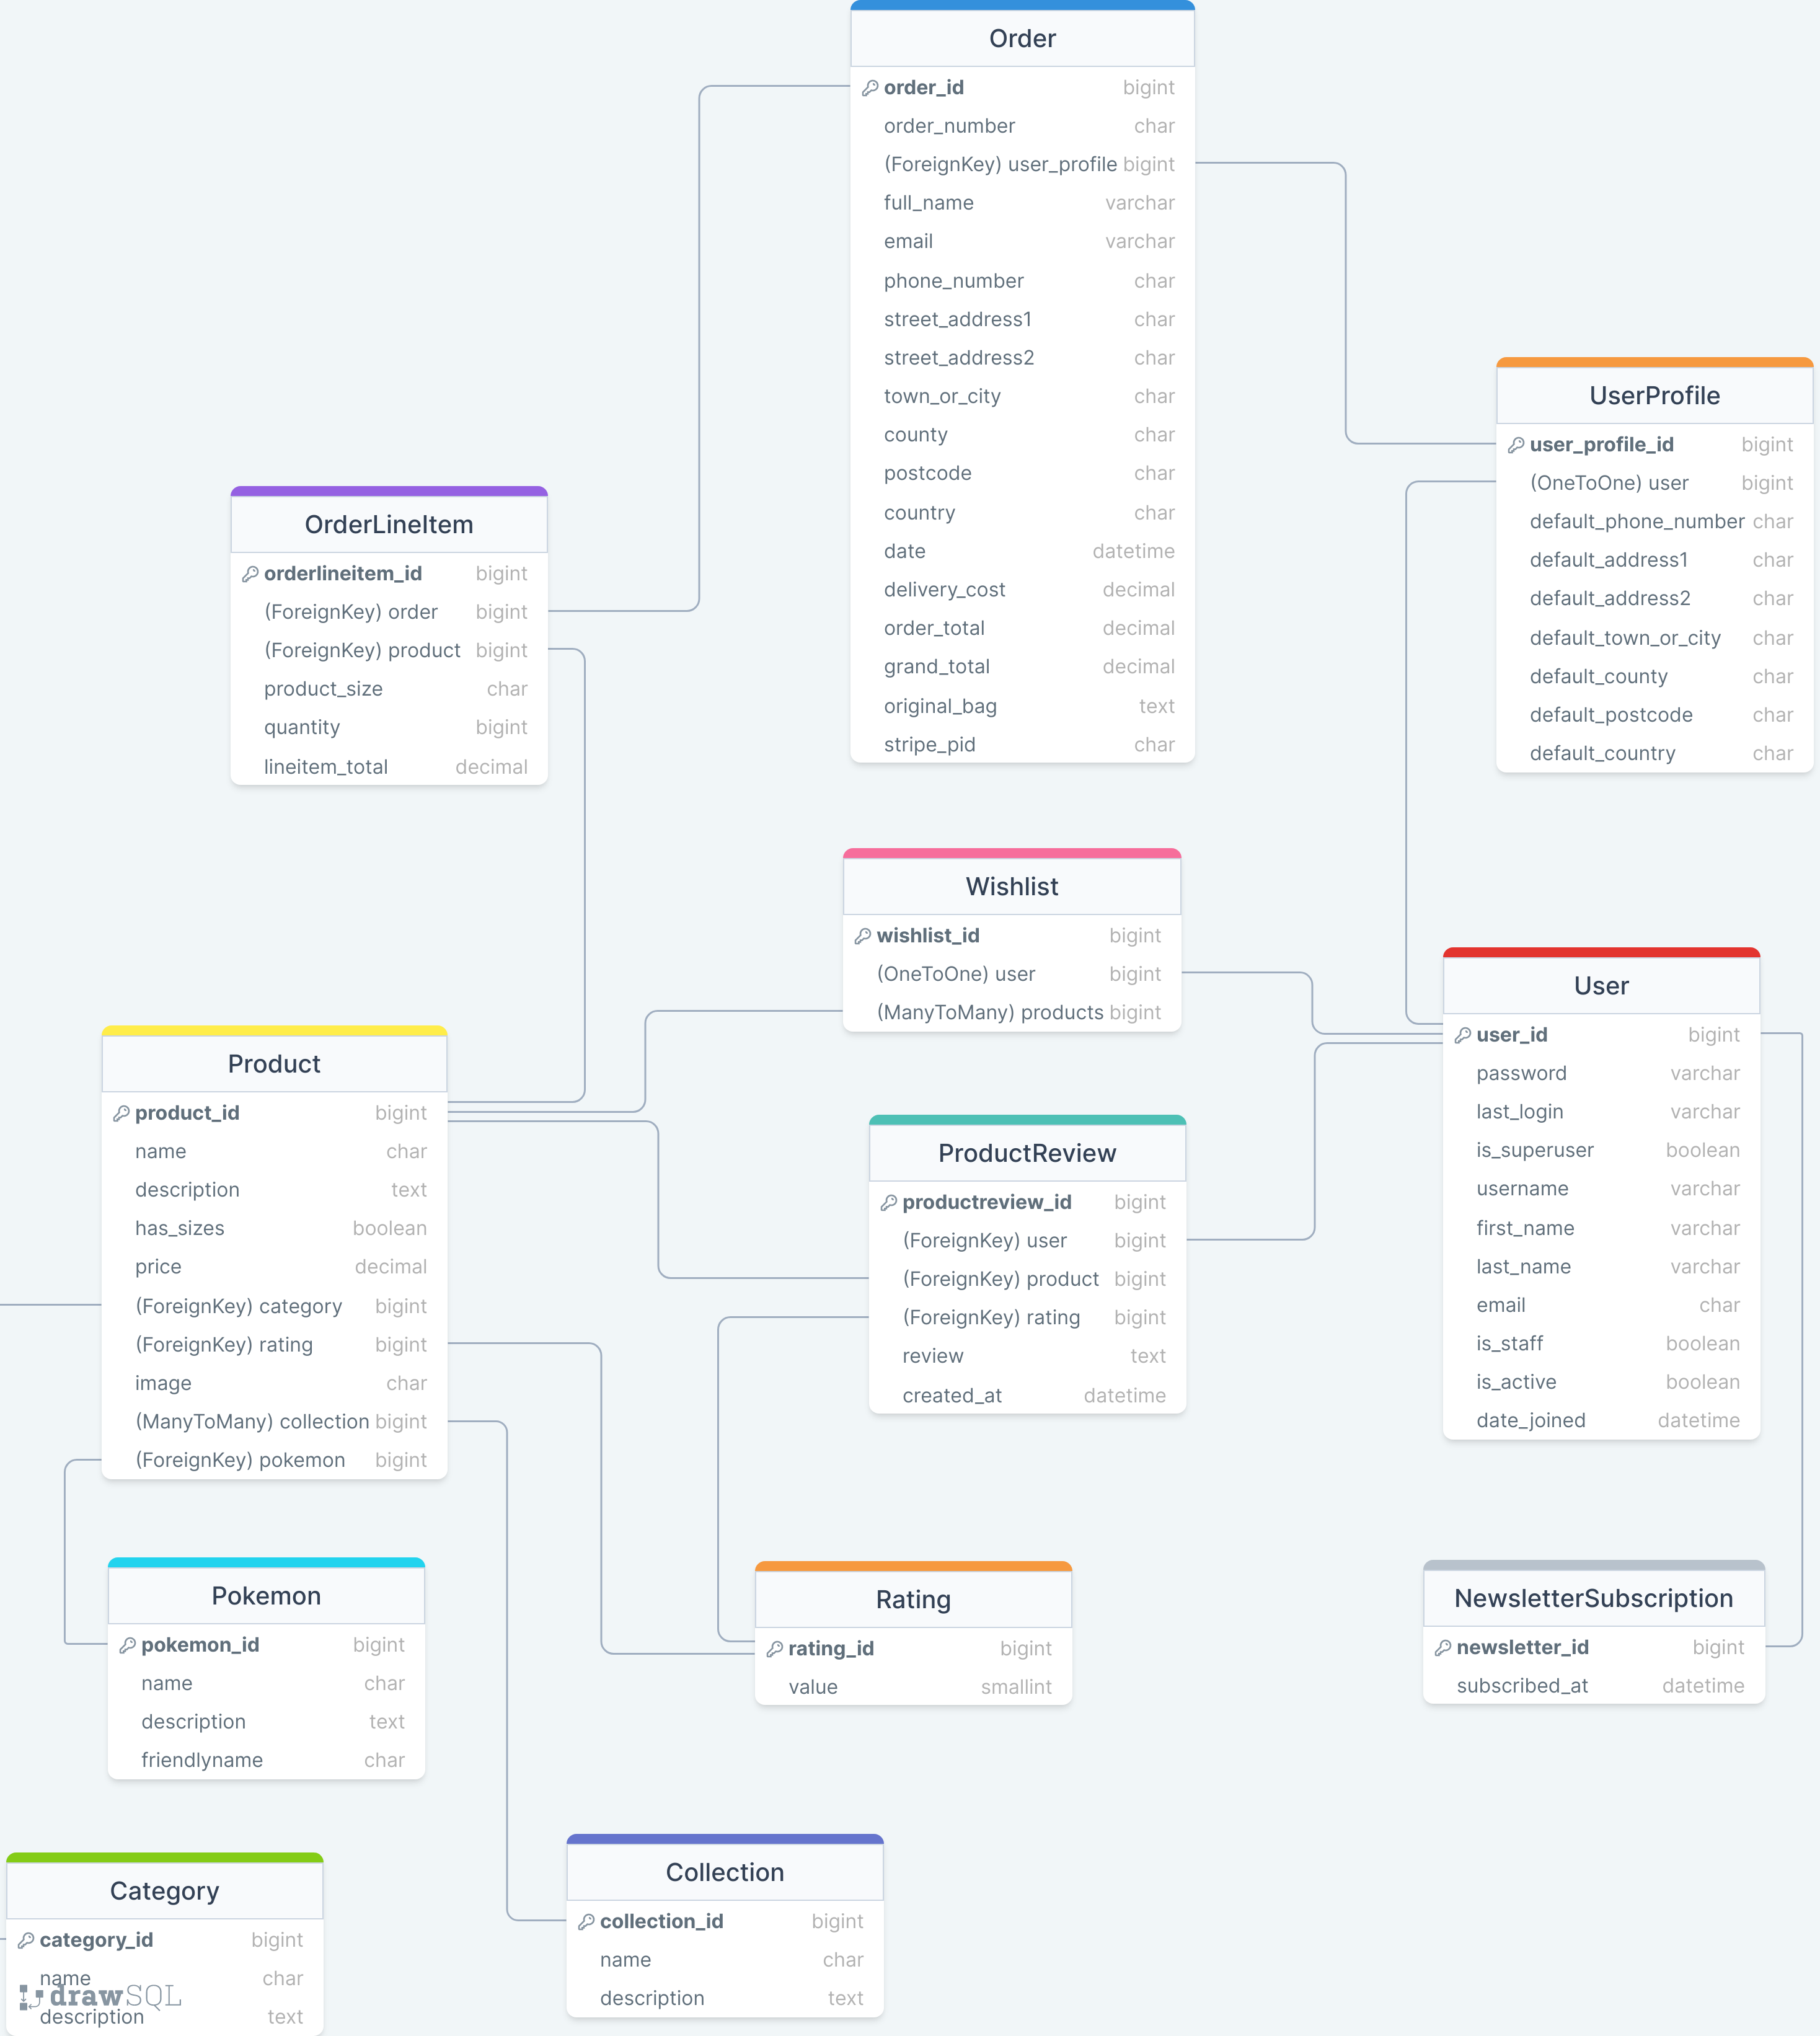 Order
order_id bigint
order_number char
(ForeignKey) user_profile bigint
full_name varchar
email varchar
phone_number char
street_address1 char
street_address2 char
town_or_city char
county char
postcode char
country char
date datetime
delivery_cost decimal
order_total decimal
grand_total decimal
original_bag text
stripe_pid char
UserProfile
user_profile_id bigint
(OneToOne) user bigint
default_phone_number char
default_address1 char
default_address2 char
default_town_or_city char
default_county char
default_postcode char
default_country char
OrderLineItem
orderlineitem_id bigint
(ForeignKey) order bigint
(ForeignKey) product bigint
product_size char
quantity bigint
lineitem_total decimal
Wishlist
wishlist_id bigint
(OneToOne) user bigint
(ManyToMany) products bigint
User
user_id bigint
password varchar
last_login varchar
is_superuser boolean
username varchar
first_name varchar
last_name varchar
email char
is_staff boolean
is_active boolean
date_joined datetime
Product
product_id bigint
name char
description text
has_sizes boolean
price decimal
(ForeignKey) category bigint
(ForeignKey) rating bigint
image char
(ManyToMany) collection bigint
(ForeignKey) pokemon bigint
ProductReview
productreview_id bigint
(ForeignKey) user bigint
(ForeignKey) product bigint
(ForeignKey) rating bigint
review text
created_at datetime
Pokemon
pokemon_id bigint
name char
description text
friendlyname char
Rating
rating_id bigint
value smallint
NewsletterSubscription
newsletter_id bigint
subscribed_at datetime
Category
category_id bigint
name char
drawSQL
description text
Collection
collection_id bigint
name char
description text